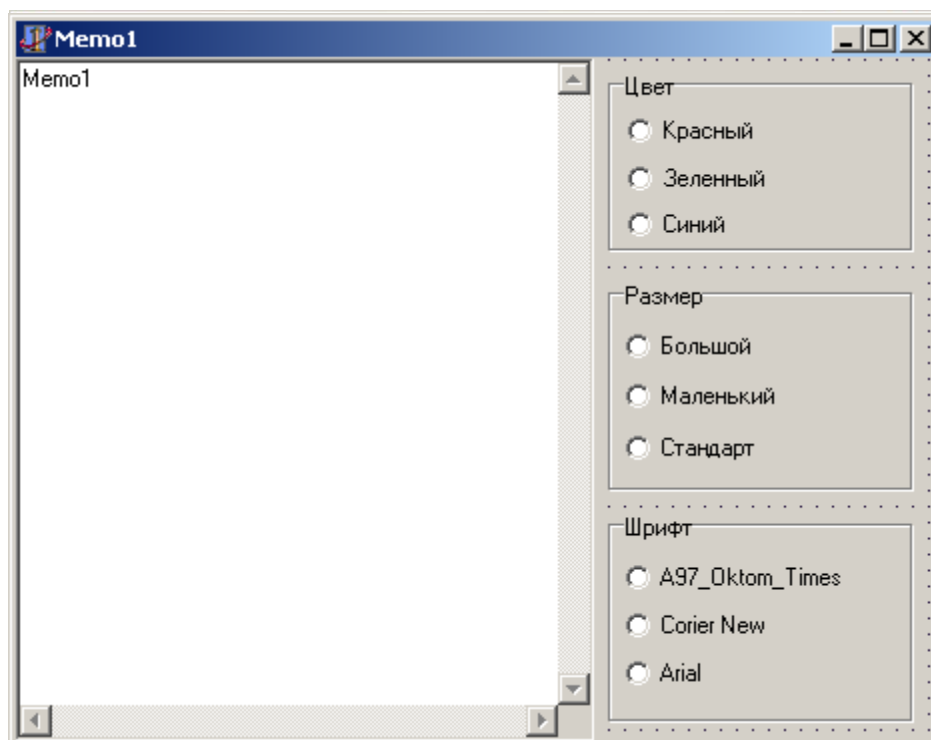 Memo1
Memo1
Цвет
Красный
Зеленный
Синий
Размер
Большой
Маленький
Стандарт
Шрифт
A97_Oktom_Times
Corier New
Arial